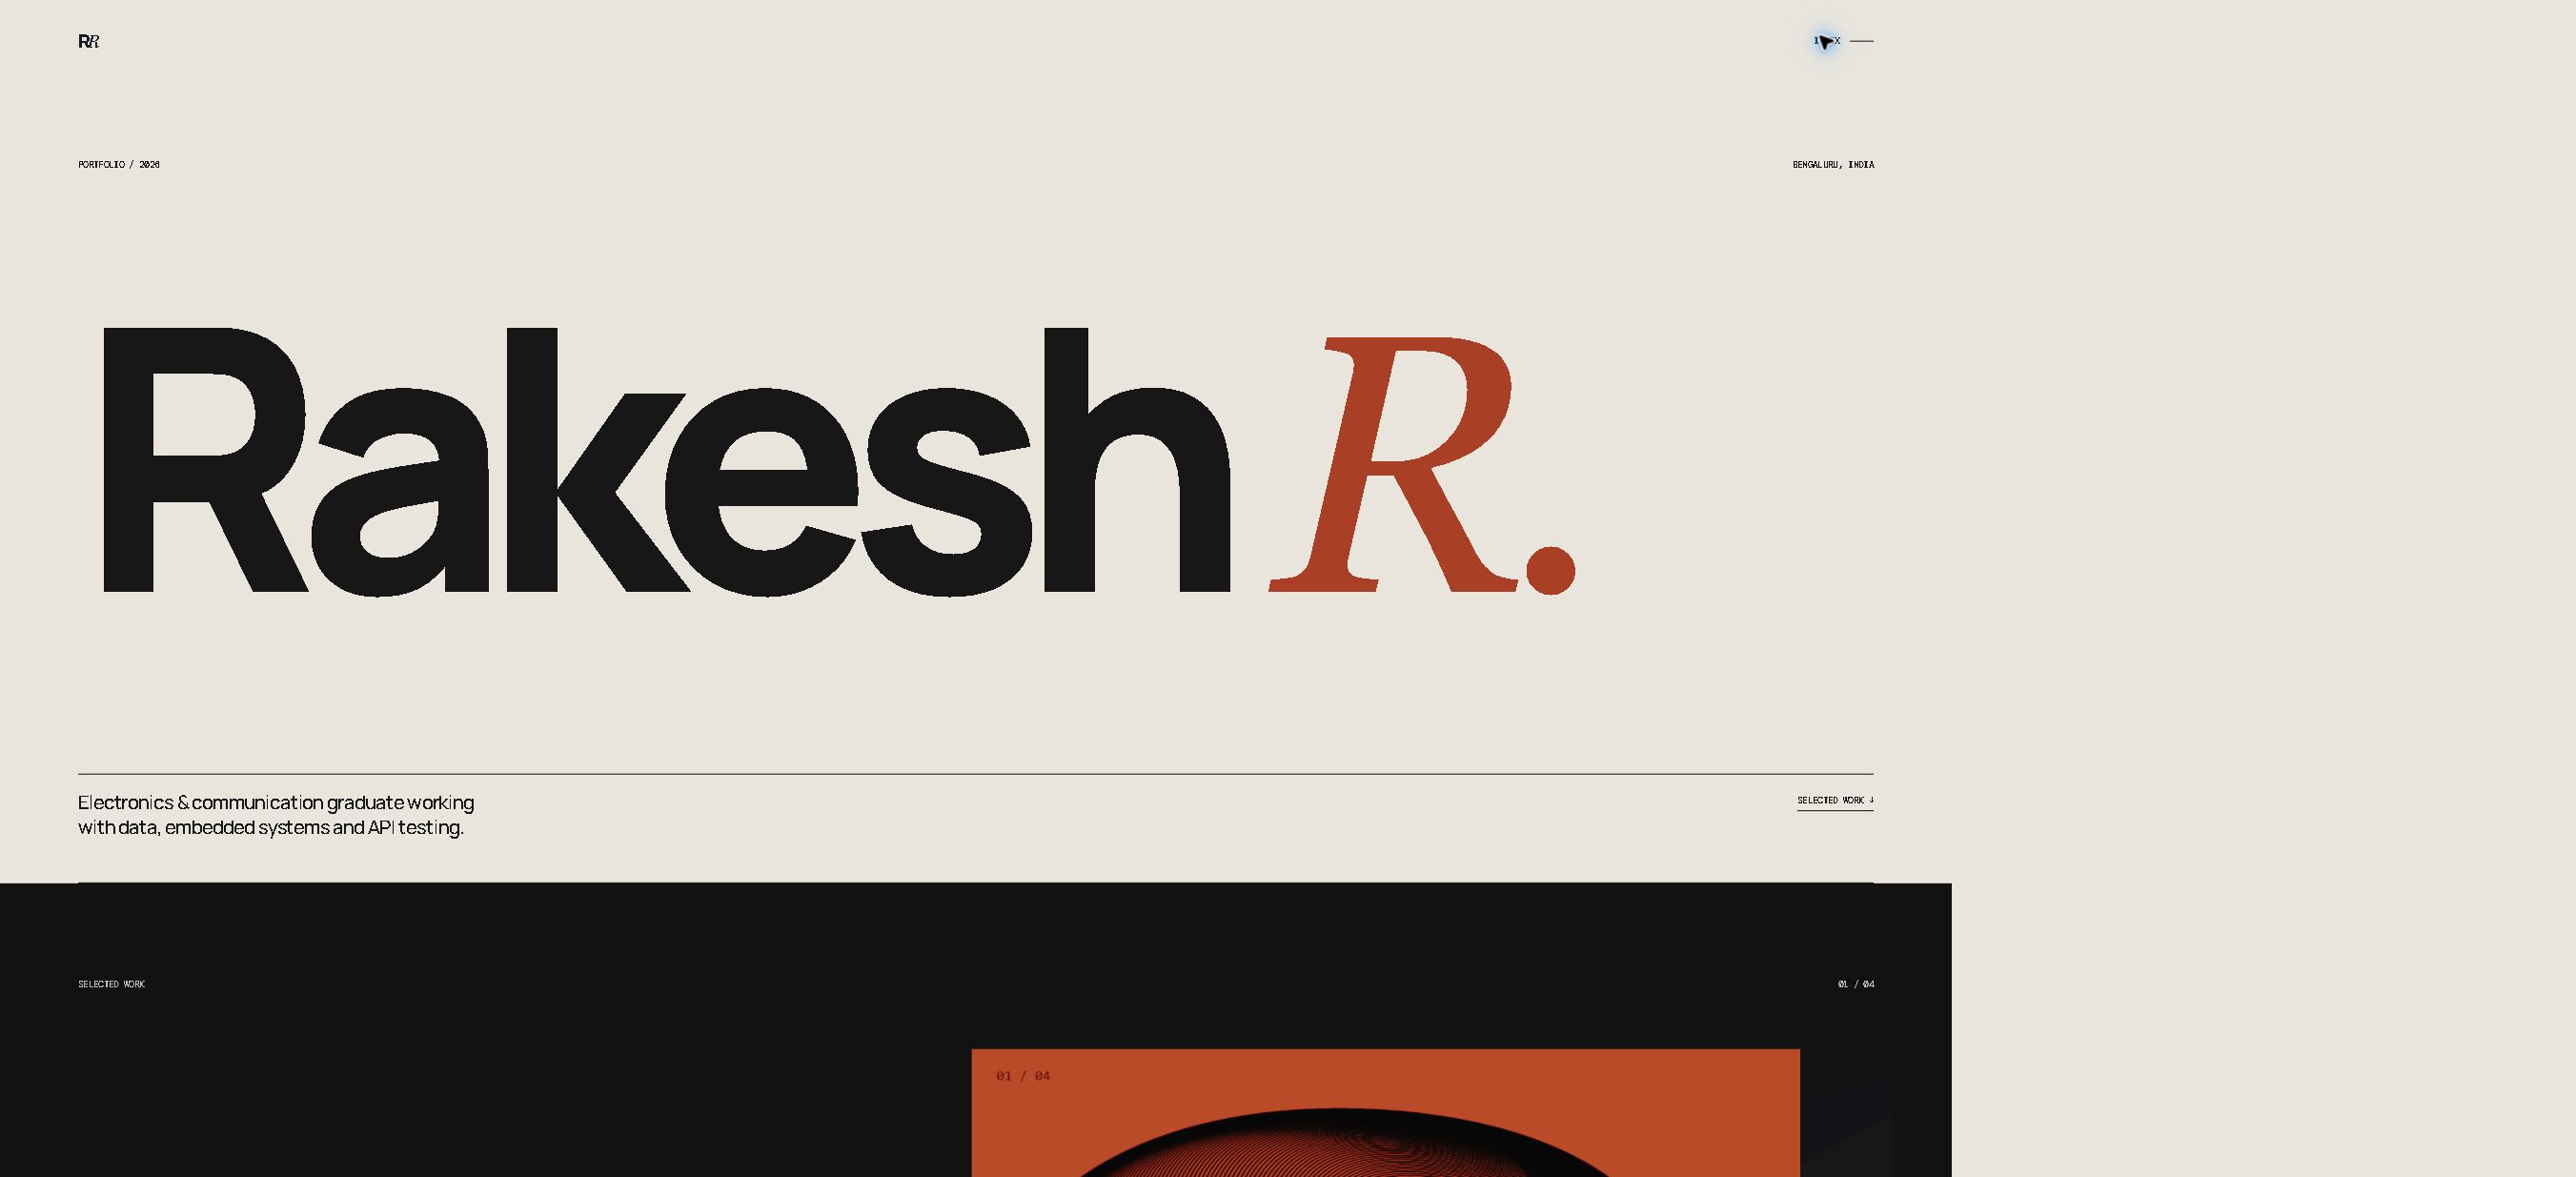 RR
PORTFOLIO / 2026
BENGALURU, INDIA
Rakesh R.
Electronics & communication graduate working
with data, embedded systems and API testing.
SELECTED WORK ↓
SELECTED WORK
01 / 04
01 / 04